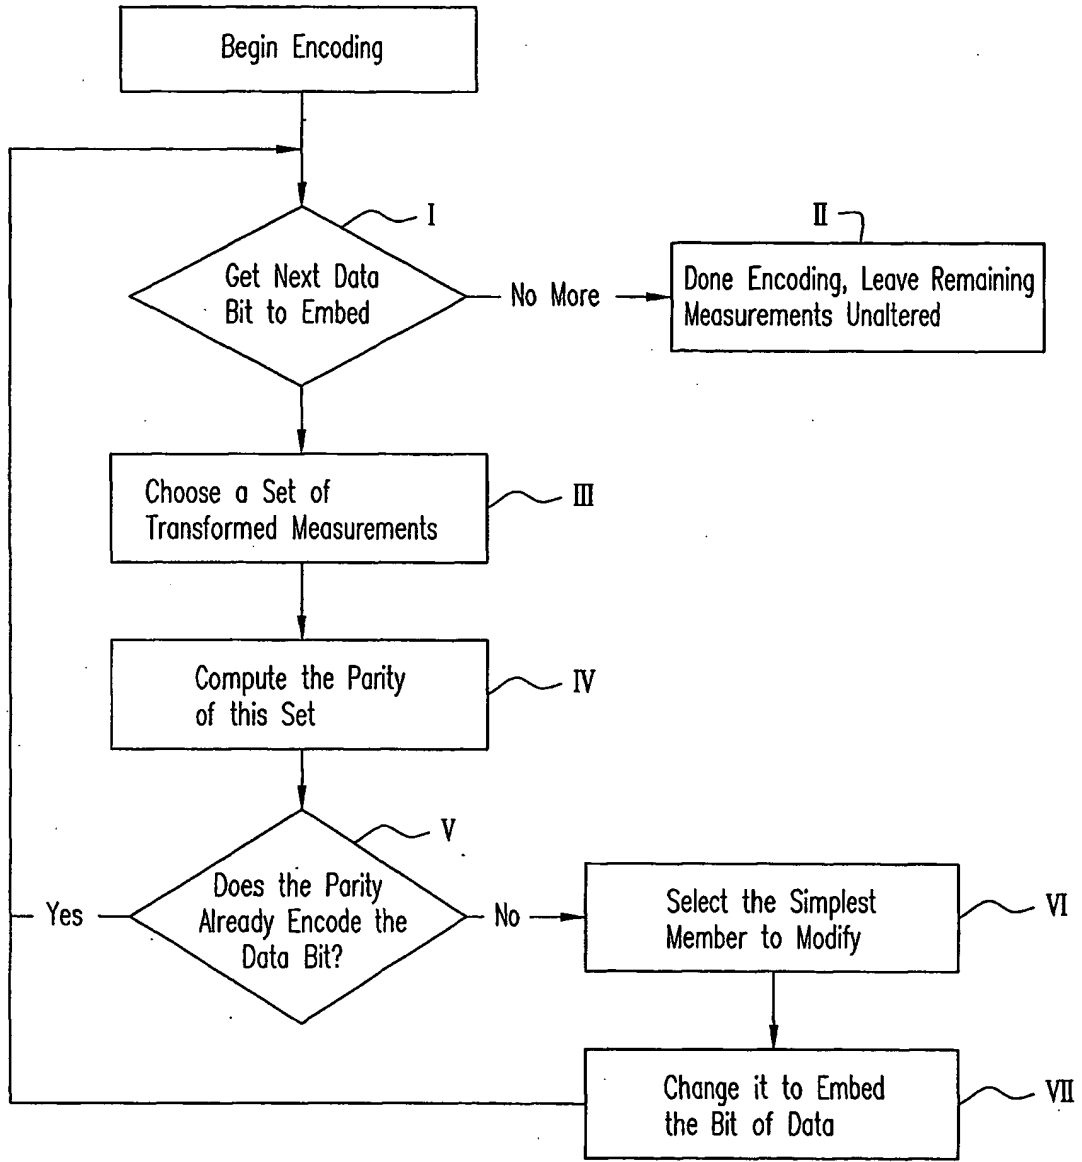 Begin Encoding
I
II
Get Next Data
Bit to Embed
No More
Done Encoding, Leave Remaining
Measurements Unaltered
Choose a Set of
Transformed Measurements
III
Compute the Parity
of this Set
IV
V
Does the Parity
Already Encode the
Data Bit?
Yes
No
Select the Simplest
Member to Modify
VI
Change it to Embed
the Bit of Data
VII